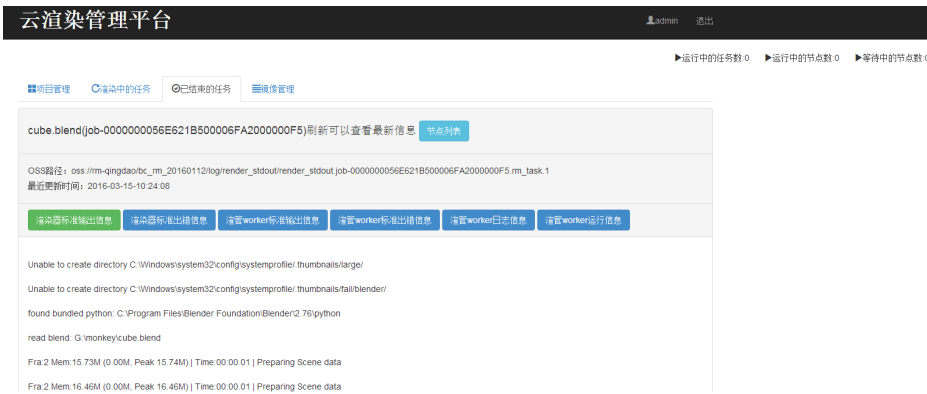 云渲染管理平台
admin 退出
▶运行中的任务数:0 ▶运行中的节点数:0 ▶等待中的节点数:0
项目管理 渲染中的任务 已结束的任务 镜像管理
cube.blend(job-0000000056E621B500006FA2000000F5)刷新可以查看最新信息 节点列表
OSS路径：oss://rm-qingdao/bc_rm_20160112/log/render_stdout/render_stdout.job-0000000056E621B500006FA2000000F5.rm_task.1
最近更新时间：2016-03-15-10:24:08
渲染器标准输出信息 渲染器标准出错信息 渲管worker标准输出信息 渲管worker标准出错信息 渲管worker日志信息 渲管worker运行信息
Unable to create directory C:\Windows\system32\config\systemprofile/.thumbnails/large/
Unable to create directory C:\Windows\system32\config\systemprofile/.thumbnails/fail/blender/
found bundled python: C:\Program Files\Blender Foundation\Blender\2.76\python
read blend: G:\monkey\cube.blend
Fra:2 Mem:15.73M (0.00M, Peak 15.74M) | Time:00:00.01 | Preparing Scene data
Fra:2 Mem:16.46M (0.00M, Peak 16.46M) | Time:00:00.01 | Preparing Scene data